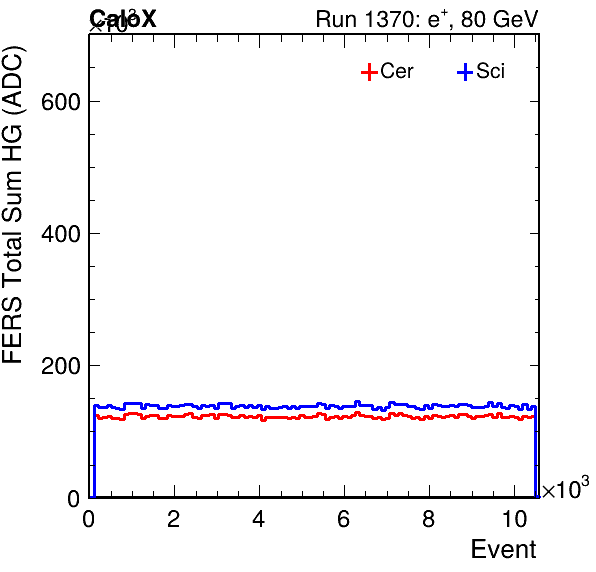 CaloX Run 1370: e⁺, 80 GeV
×10³
Cer Sci
FERS Total Sum HG (ADC)
600
400
200
0
0 2 4 6 8 10 ×10³
Event